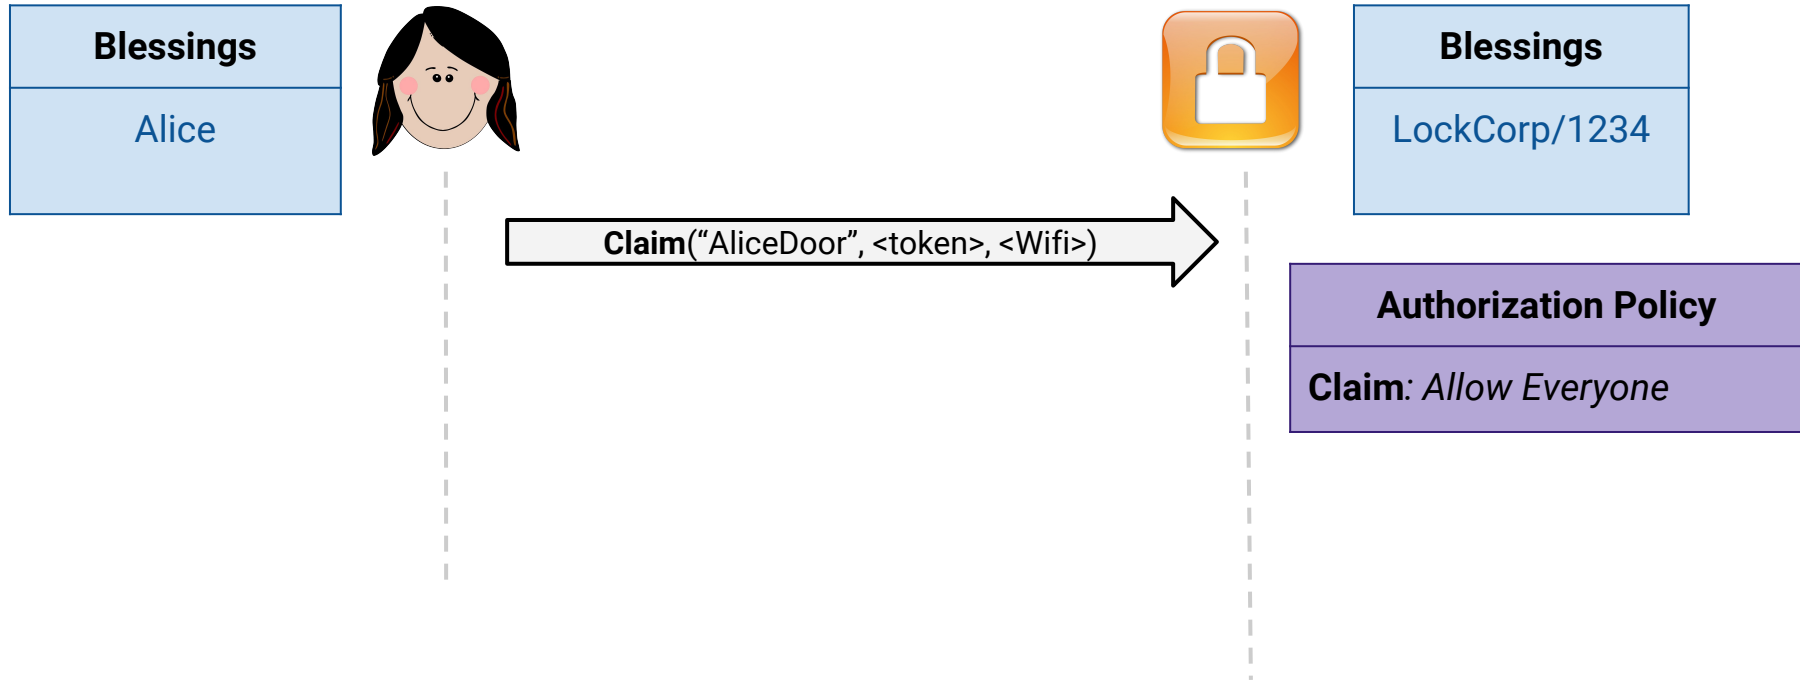 Blessings
Alice
Blessings
LockCorp/1234
Claim(“AliceDoor”, <token>, <Wifi>)
Authorization Policy
Claim: Allow Everyone